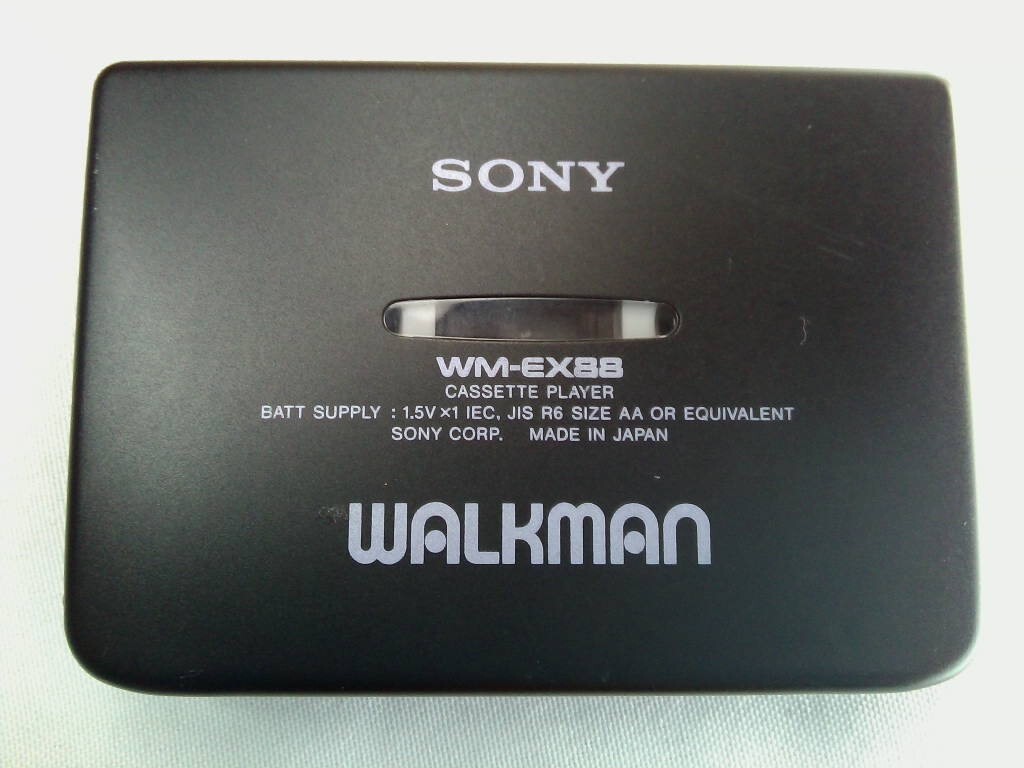 SONY
WM-EX88
CASSETTE PLAYER
BATT SUPPLY : 1.5V×1 IEC, JIS R6 SIZE AA OR EQUIVALENT
SONY CORP. MADE IN JAPAN
WALKMAN